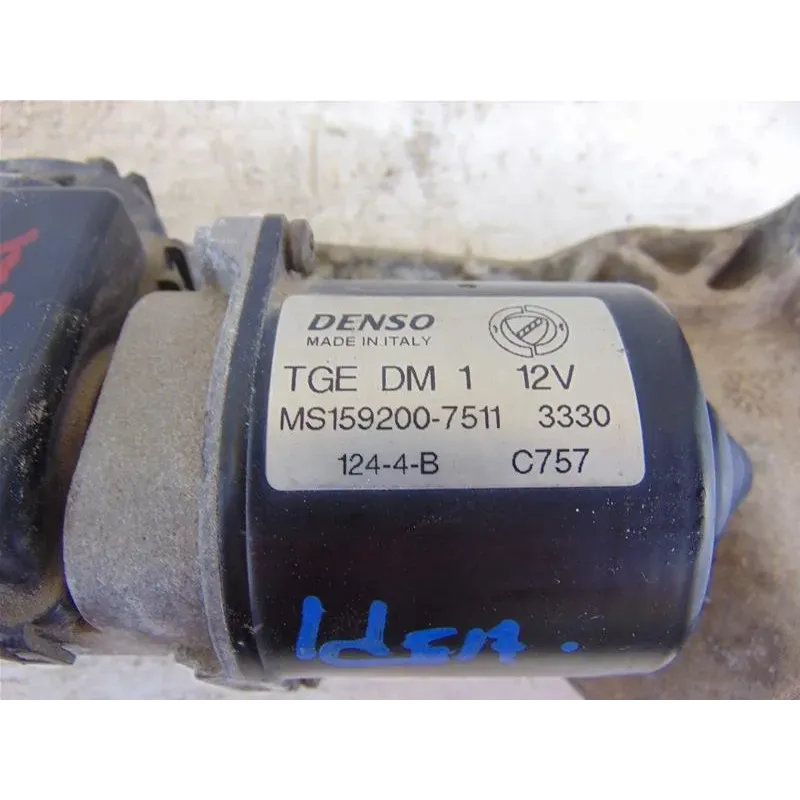 DENSO
MADE IN ITALY
TGE DM 1 12V
MS159200-7511 3330
124-4-B C757
IdEA.